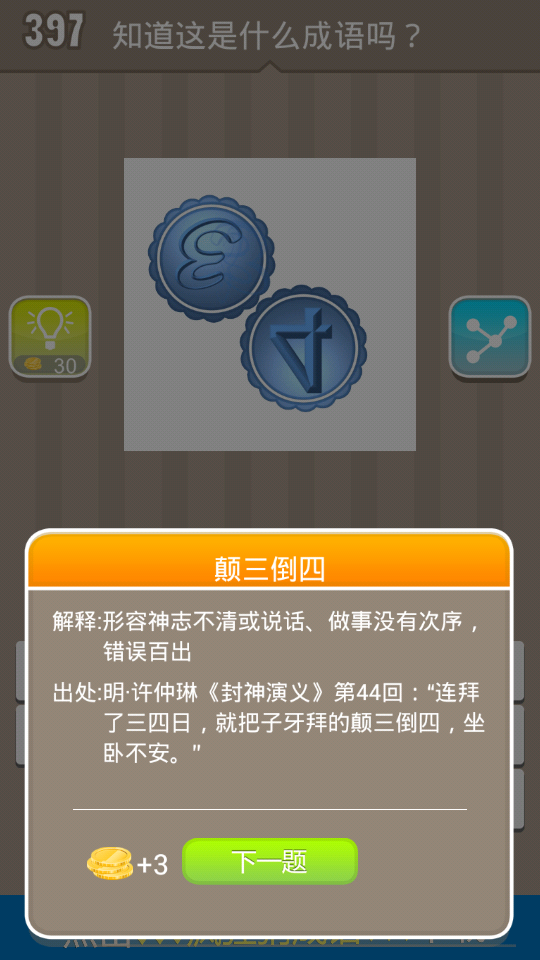 397 知道这是什么成语吗？
30
颠三倒四
解释:形容神志不清或说话、做事没有次序，
错误百出
出处:明·许仲琳《封神演义》第44回：“连拜
了三四日，就把子牙拜的颠三倒四，坐
卧不安。”
+3 下一题